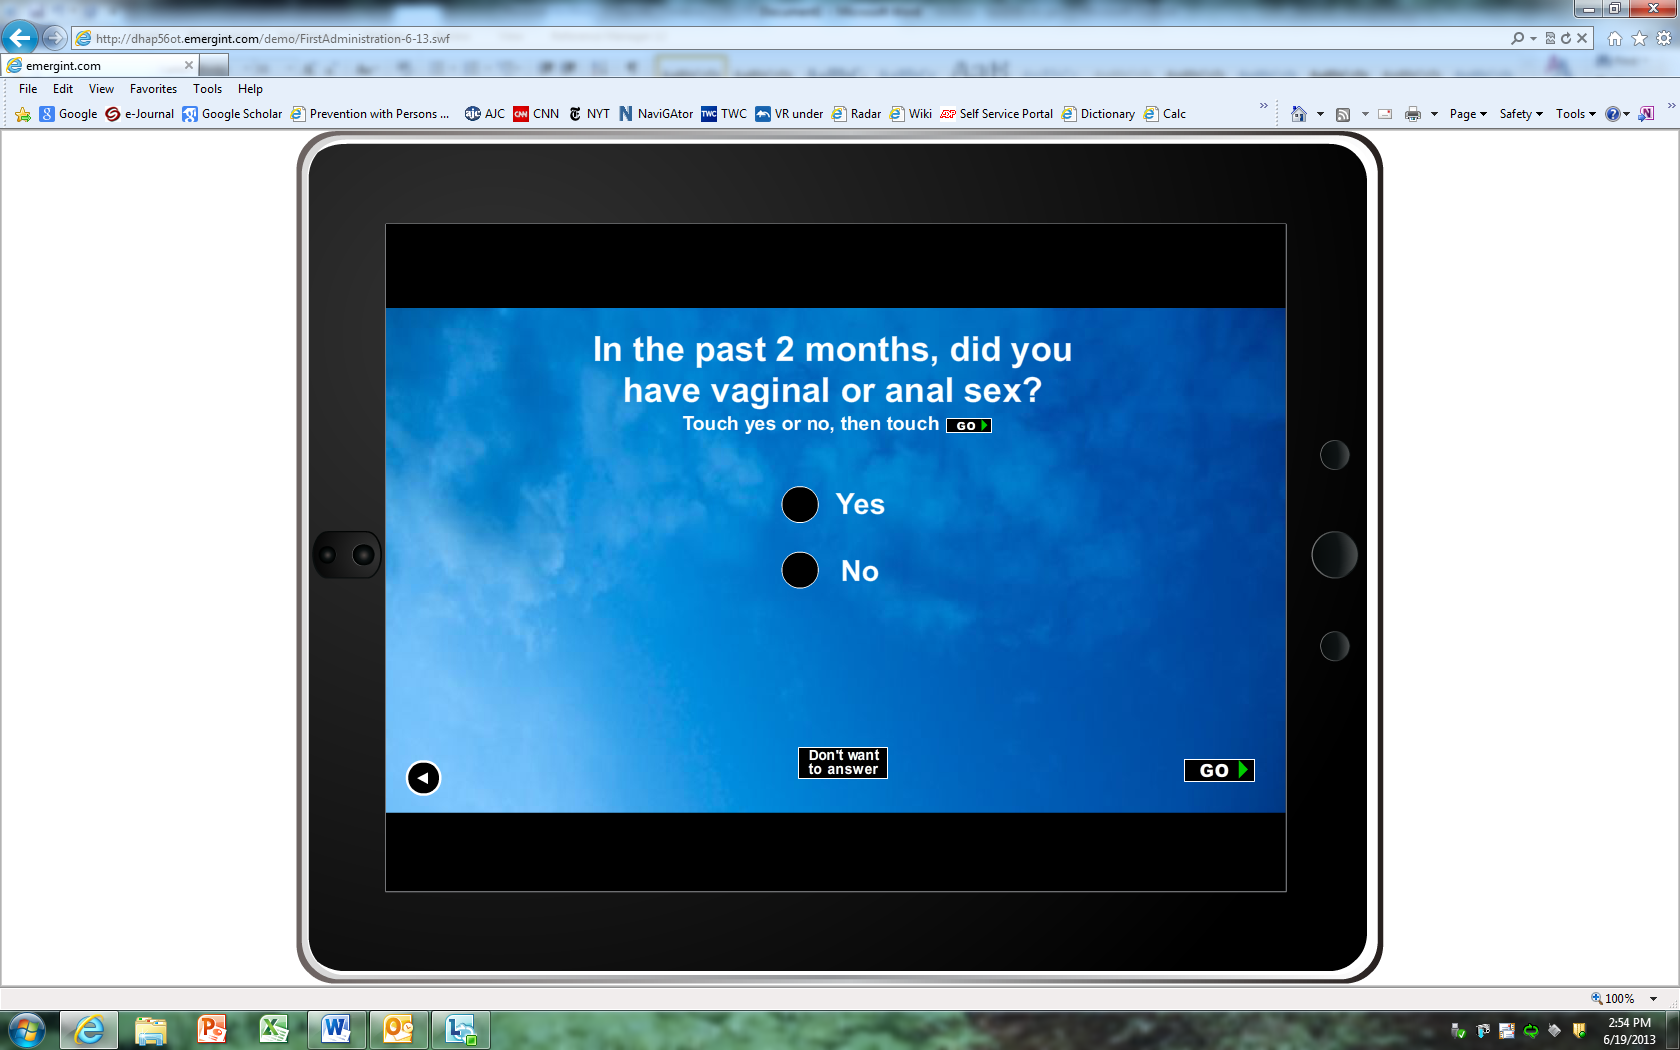 http://dhap56ot.emergint.com/demo/FirstAdministration-6-13.swf
emergint.com
File Edit View Favorites Tools Help
Google e-Journal Google Scholar Prevention with Persons ... AJC CNN NYT NaviGAtor TWC VR under Radar Wiki Self Service Portal Dictionary Calc » Page Safety Tools »
In the past 2 months, did you
have vaginal or anal sex?
Touch yes or no, then touch GO
Yes
No
Don't want
to answer
GO
100%
2:54 PM
6/19/2013